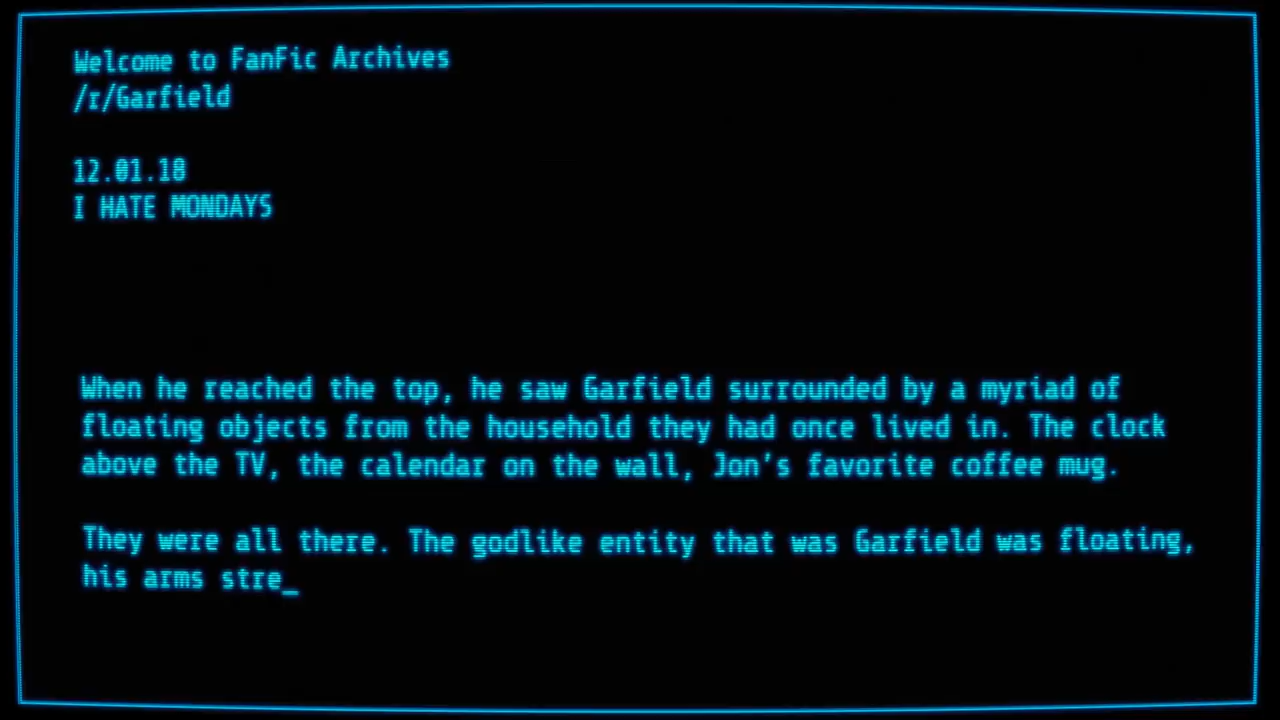 Welcome to FanFic Archives
/r/Garfield
12.01.18
I HATE MONDAYS
When he reached the top, he saw Garfield surrounded by a myriad of
floating objects from the household they had once lived in. The clock
above the TV, the calendar on the wall, Jon's favorite coffee mug.
They were all there. The godlike entity that was Garfield was floating,
his arms stre_